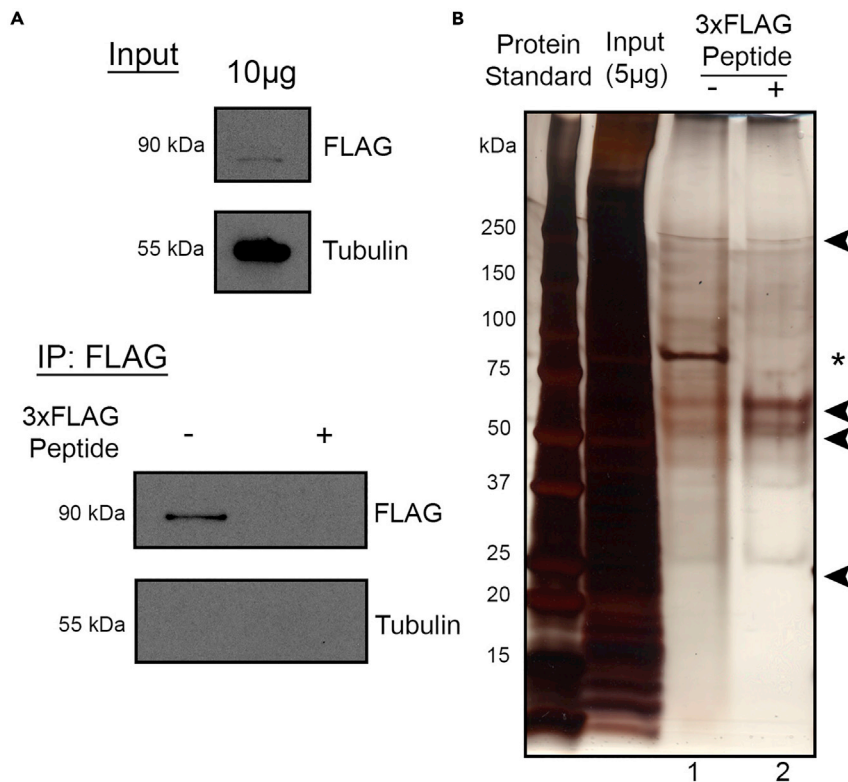 A
Input
10µg
90 kDa
FLAG
55 kDa
Tubulin
IP: FLAG
3xFLAG
Peptide
- +
90 kDa
FLAG
55 kDa
Tubulin
B
Protein
Standard
Input
(5µg)
3xFLAG
Peptide
- +
kDa
250
150
100
75
50
37
25
20
15
*
1 2